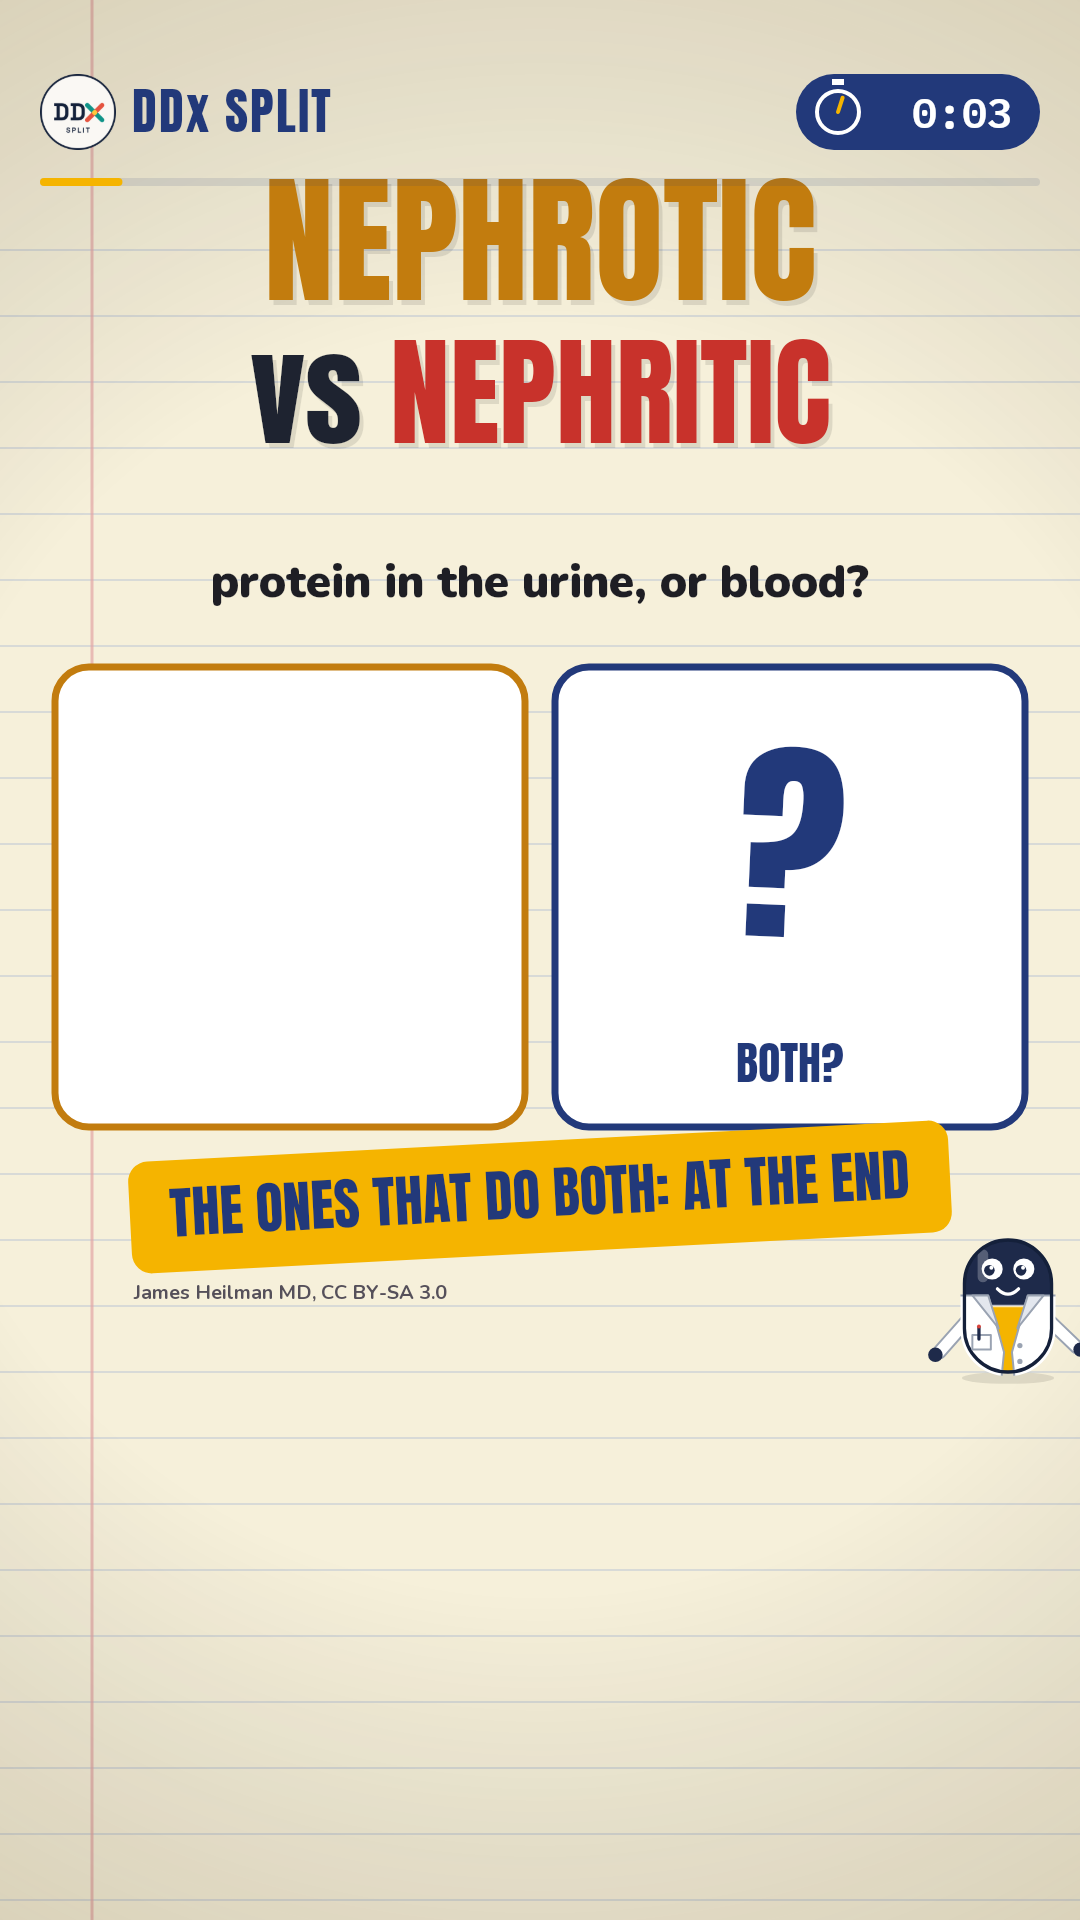 DDX
SPLIT
DDx SPLIT
0:03
NEPHROTIC
VS NEPHRITIC
protein in the urine, or blood?
?
BOTH?
THE ONES THAT DO BOTH: AT THE END
James Heilman MD, CC BY-SA 3.0